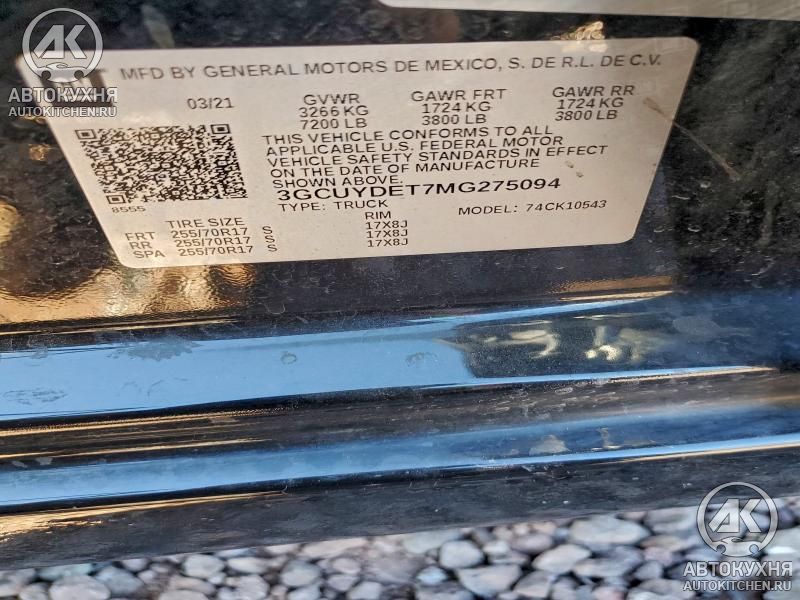 АК
АВТОКУХНЯ
AUTOKITCHEN.RU
MFD BY GENERAL MOTORS DE MEXICO, S. DE R.L. DE C.V.
03/21 GVWR GAWR FRT GAWR RR
3266 KG 1724 KG 1724 KG
7200 LB 3800 LB 3800 LB
THIS VEHICLE CONFORMS TO ALL
APPLICABLE U.S. FEDERAL MOTOR
VEHICLE SAFETY STANDARDS IN EFFECT
ON THE DATE OF MANUFACTURE
SHOWN ABOVE.
8555 3GCUYDET7MG275094
TYPE: TRUCK MODEL: 74CK10543
TIRE SIZE RIM
FRT 255/70R17 S 17X8J
RR 255/70R17 S 17X8J
SPA 255/70R17 S 17X8J
АК
АВТОКУХНЯ
AUTOKITCHEN.RU